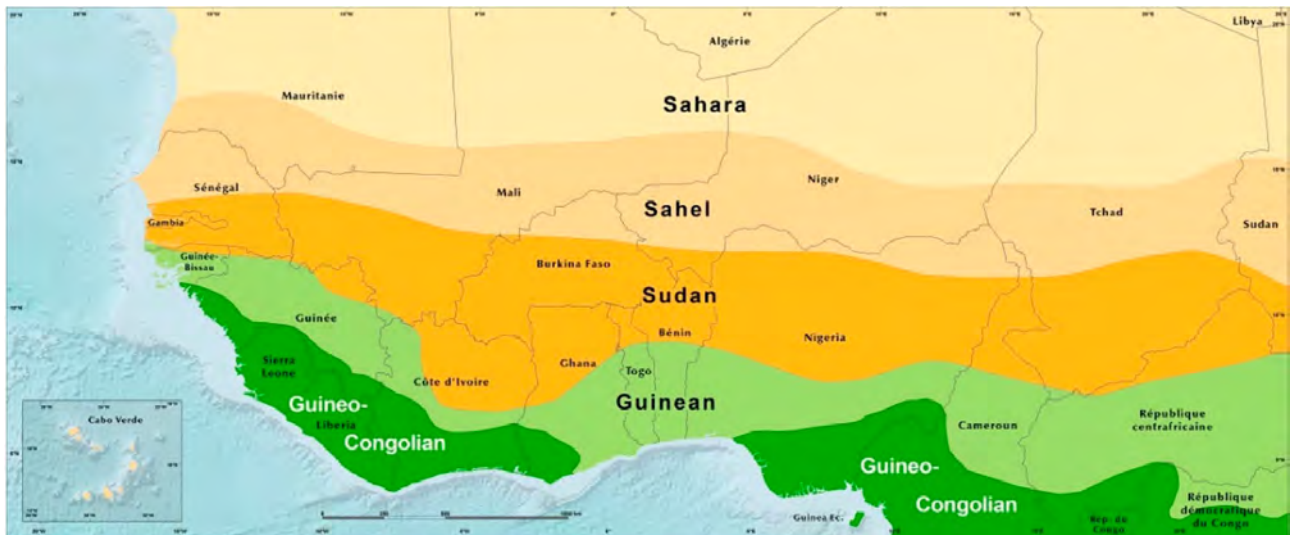 Libya
Algérie
Mauritanie
Sahara
Sénégal
Mali
Niger
Tchad
Sahel
Sudan
Gambia
Guinée-
Bissau
Burkina Faso
Sudan
Guinée
Bénin
Nigeria
Sierra
Leone
Côte d'Ivoire
Ghana
Togo
Guinean
Guineo-
Liberia
Congolian
Cameroun
République
centrafricaine
Cabo Verde
Guineo-
Congolian
Guinea Ec.
Rép. du
Congo
République
démocratique
du Congo